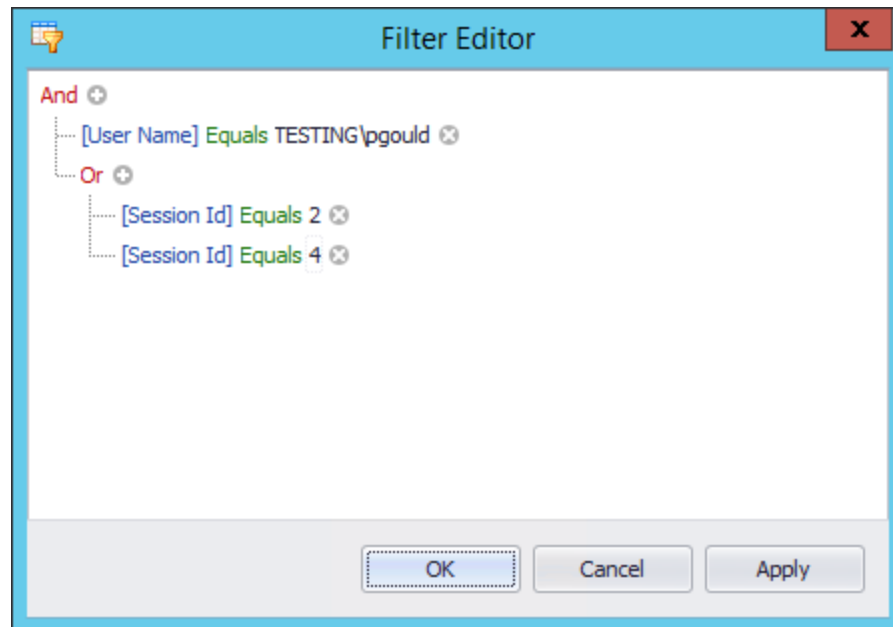 Filter Editor
x
And
[User Name] Equals TESTING\pgould
Or
[Session Id] Equals 2
[Session Id] Equals 4
OK Cancel Apply